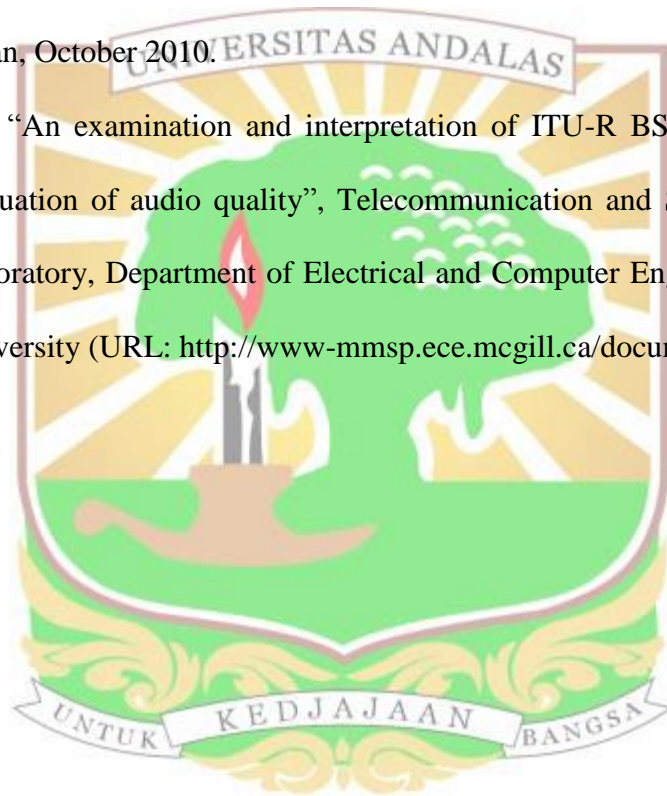 an, October 2010.
UNIVERSITAS ANDALAS
“An examination and interpretation of ITU-R BS
uation of audio quality”, Telecommunication and
oratory, Department of Electrical and Computer En
versity (URL: http://www-mmsp.ece.mcgill.ca/docu
UNTUK KEDJAJAAN BANGSA